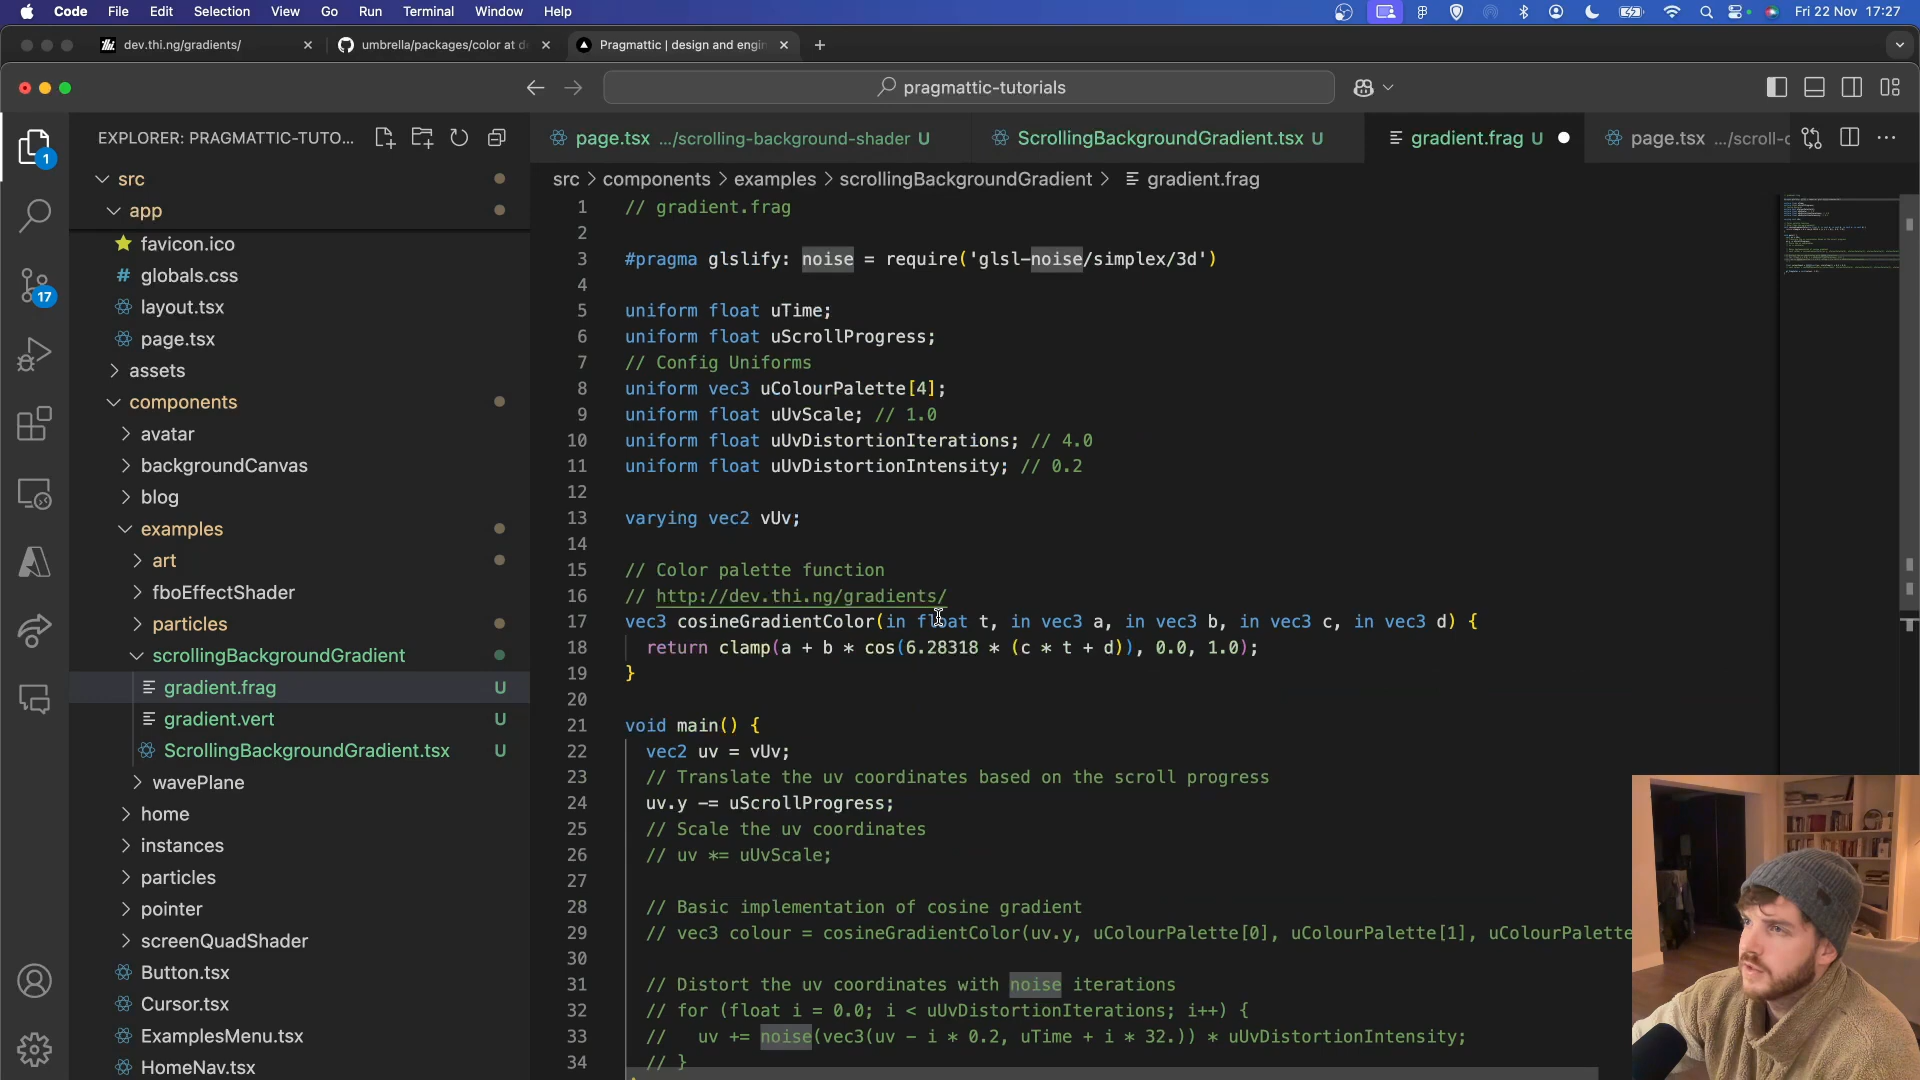 Code File Edit Selection View Go Run Terminal Window Help
Fri 22 Nov 17:27
dev.thi.ng/gradients/
umbrella/packages/color at de
Pragmattic | design and engin
pragmattic-tutorials
EXPLORER: PRAGMATTIC-TUTO...
page.tsx .../scrolling-background-shader U
ScrollingBackgroundGradient.tsx U
gradient.frag U
page.tsx .../scroll-c
src > components > examples > scrollingBackgroundGradient > gradient.frag
1
17
src
app
favicon.ico
globals.css
layout.tsx
page.tsx
assets
components
avatar
backgroundCanvas
blog
examples
art
fboEffectShader
particles
scrollingBackgroundGradient
gradient.frag U
gradient.vert U
ScrollingBackgroundGradient.tsx U
wavePlane
home
instances
particles
pointer
screenQuadShader
Button.tsx
Cursor.tsx
ExamplesMenu.tsx
HomeNav.tsx
1 // gradient.frag
2
3 #pragma glslify: noise = require('glsl-noise/simplex/3d')
4
5 uniform float uTime;
6 uniform float uScrollProgress;
7 // Config Uniforms
8 uniform vec3 uColourPalette[4];
9 uniform float uUvScale; // 1.0
10 uniform float uUvDistortionIterations; // 4.0
11 uniform float uUvDistortionIntensity; // 0.2
12
13 varying vec2 vUv;
14
15 // Color palette function
16 // http://dev.thi.ng/gradients/
17 vec3 cosineGradientColor(in float t, in vec3 a, in vec3 b, in vec3 c, in vec3 d) {
18 return clamp(a + b * cos(6.28318 * (c * t + d)), 0.0, 1.0);
19 }
20
21 void main() {
22 vec2 uv = vUv;
23 // Translate the uv coordinates based on the scroll progress
24 uv.y -= uScrollProgress;
25 // Scale the uv coordinates
26 // uv *= uUvScale;
27
28 // Basic implementation of cosine gradient
29 // vec3 colour = cosineGradientColor(uv.y, uColourPalette[0], uColourPalette[1], uColourPalette
30
31 // Distort the uv coordinates with noise iterations
32 // for (float i = 0.0; i < uUvDistortionIterations; i++) {
33 // uv += noise(vec3(uv - i * 0.2, uTime + i * 32.)) * uUvDistortionIntensity;
34 // }